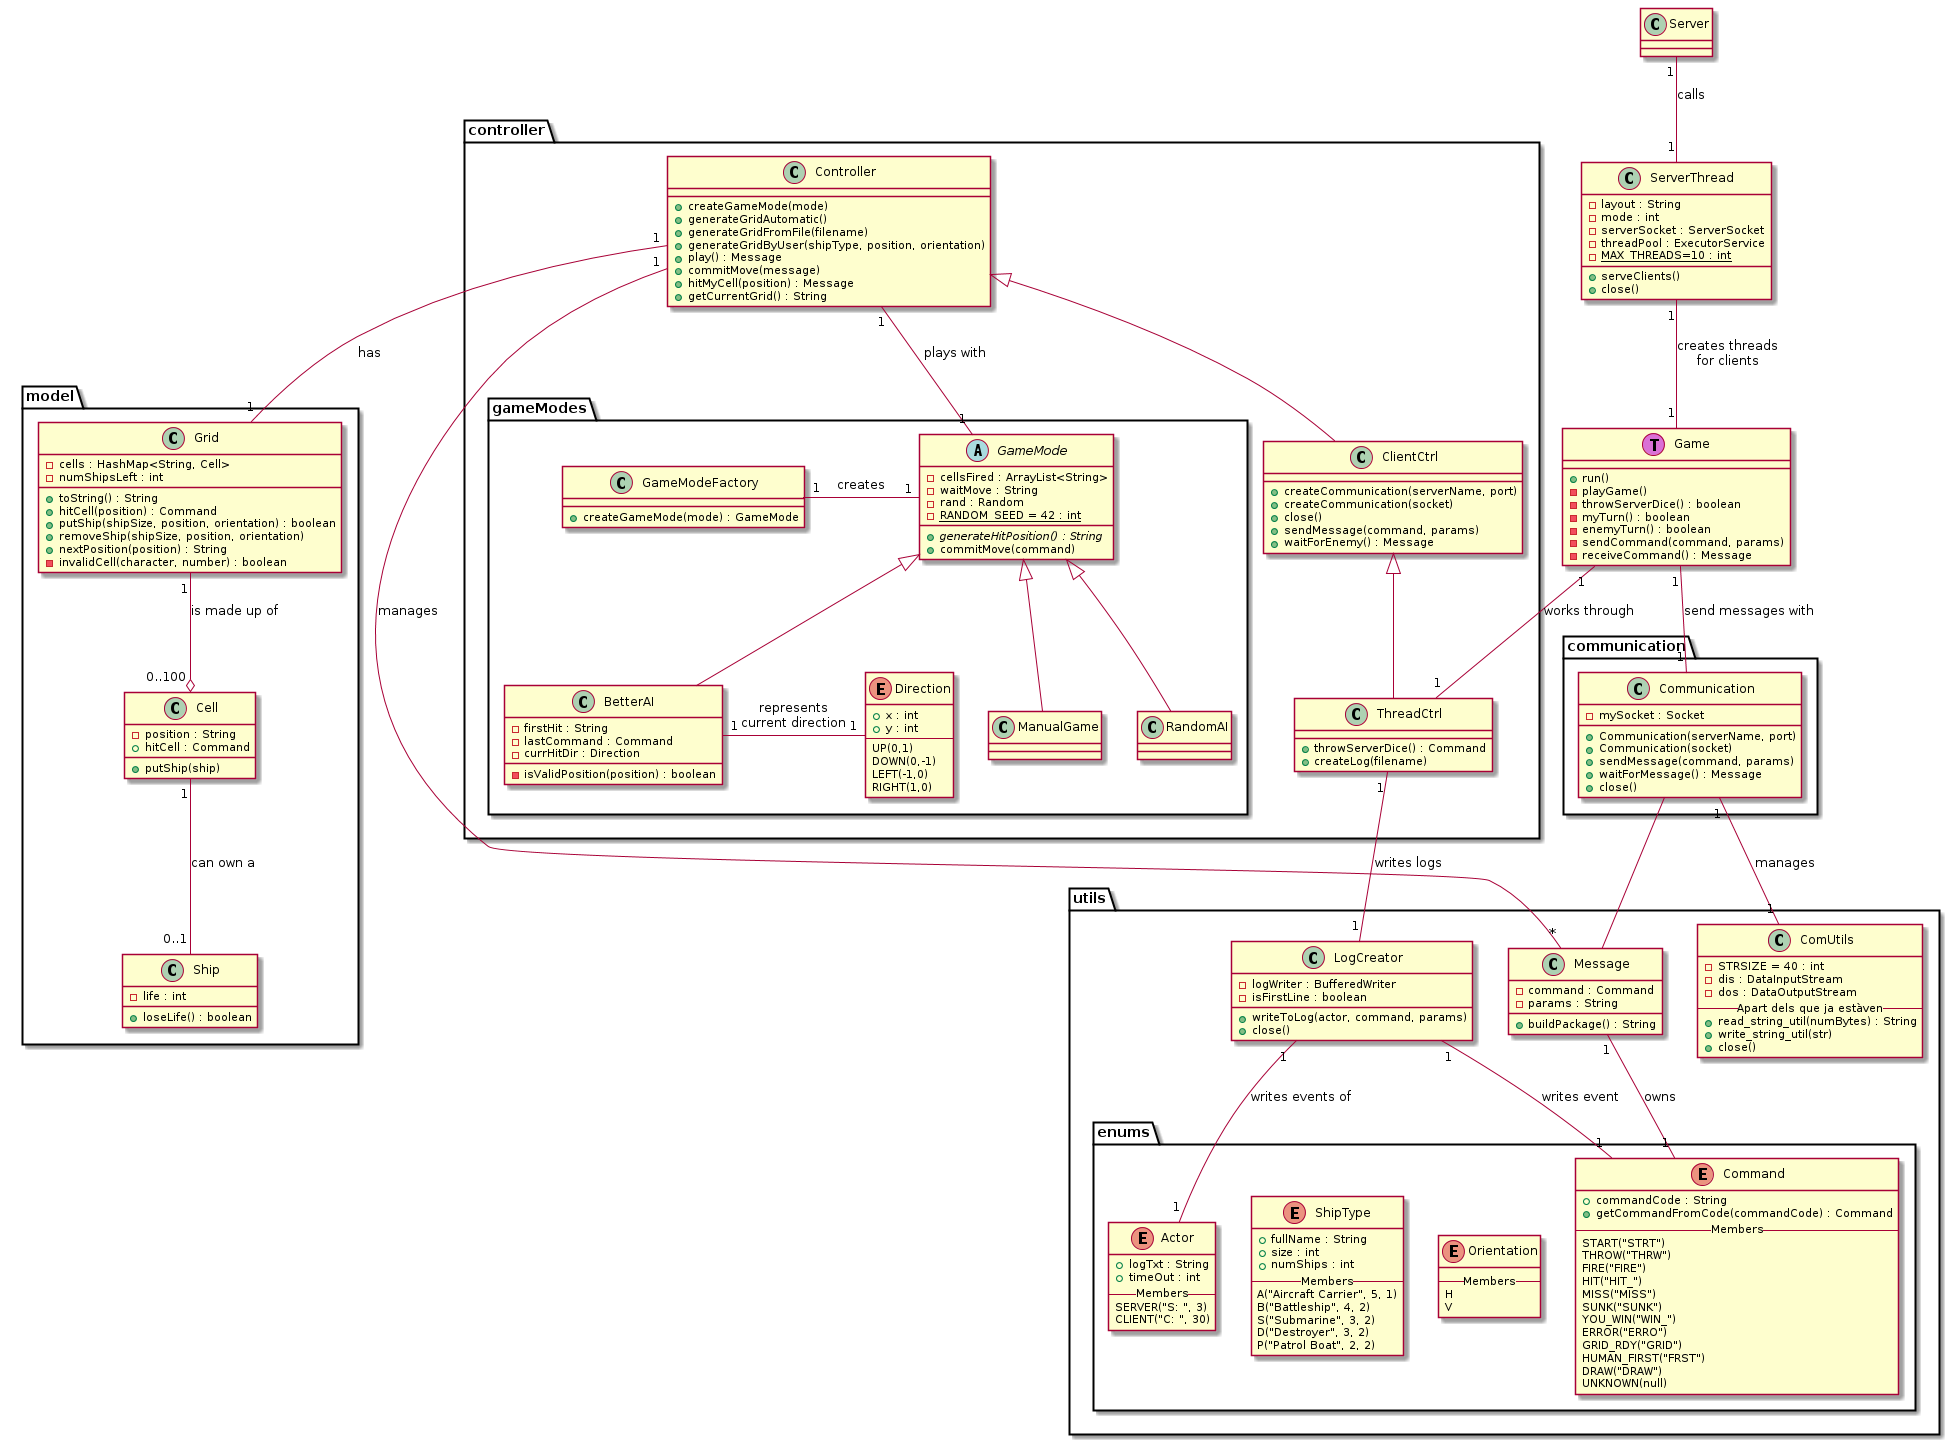 Server
1
calls
1
ServerThread
layout : String
mode : int
serverSocket : ServerSocket
threadPool : ExecutorService
MAX_THREADS=10 : int
serveClients()
close()
1
creates threads
for clients
1
Game
run()
playGame()
throwServerDice() : boolean
myTurn() : boolean
enemyTurn() : boolean
sendCommand(command, params)
receiveCommand() : Message
1
1
works through
send messages with
1
1
controller
Controller
createGameMode(mode)
generateGridAutomatic()
generateGridFromFile(filename)
generateGridByUser(shipType, position, orientation)
play() : Message
commitMove(message)
hitMyCell(position) : Message
getCurrentGrid() : String
1
1
1
has
1
manages
*
plays with
1
gameModes
GameModeFactory
createGameMode(mode) : GameMode
1
creates
1
GameMode
cellsFired : ArrayList<String>
waitMove : String
rand : Random
RANDOM_SEED = 42 : int
generateHitPosition() : String
commitMove(command)
BetterAI
firstHit : String
lastCommand : Command
currHitDir : Direction
isValidPosition(position) : boolean
represents
1
current direction
1
Direction
x : int
y : int
UP(0,1)
DOWN(0,-1)
LEFT(-1,0)
RIGHT(1,0)
ManualGame
RandomAI
ClientCtrl
createCommunication(serverName, port)
createCommunication(socket)
close()
sendMessage(command, params)
waitForEnemy() : Message
ThreadCtrl
throwServerDice() : Command
createLog(filename)
1
writes logs
1
model
Grid
cells : HashMap<String, Cell>
numShipsLeft : int
toString() : String
hitCell(position) : Command
putShip(shipSize, position, orientation) : boolean
removeShip(shipSize, position, orientation)
nextPosition(position) : String
invalidCell(character, number) : boolean
1
is made up of
0..100
Cell
position : String
hitCell : Command
putShip(ship)
1
can own a
0..1
Ship
life : int
loseLife() : boolean
communication
Communication
mySocket : Socket
Communication(serverName, port)
Communication(socket)
sendMessage(command, params)
waitForMessage() : Message
close()
1
manages
1
utils
LogCreator
logWriter : BufferedWriter
isFirstLine : boolean
writeToLog(actor, command, params)
close()
1
1
writes events of
1
writes event
1
Message
command : Command
params : String
buildPackage() : String
1
owns
1
ComUtils
STRSIZE = 40 : int
dis : DataInputStream
dos : DataOutputStream
Apart dels que ja estàven
read_string_util(numBytes) : String
write_string_util(str)
close()
enums
Actor
logTxt : String
timeOut : int
Members
SERVER("S: ", 3)
CLIENT("C: ", 30)
ShipType
fullName : String
size : int
numShips : int
Members
A("Aircraft Carrier", 5, 1)
B("Battleship", 4, 2)
S("Submarine", 3, 2)
D("Destroyer", 3, 2)
P("Patrol Boat", 2, 2)
Orientation
Members
H
V
Command
commandCode : String
getCommandFromCode(commandCode) : Command
Members
START("STRT")
THROW("THRW")
FIRE("FIRE")
HIT("HIT_")
MISS("MISS")
SUNK("SUNK")
YOU_WIN("WIN_")
ERROR("ERRO")
GRID_RDY("GRID")
HUMAN_FIRST("FRST")
DRAW("DRAW")
UNKNOWN(null)